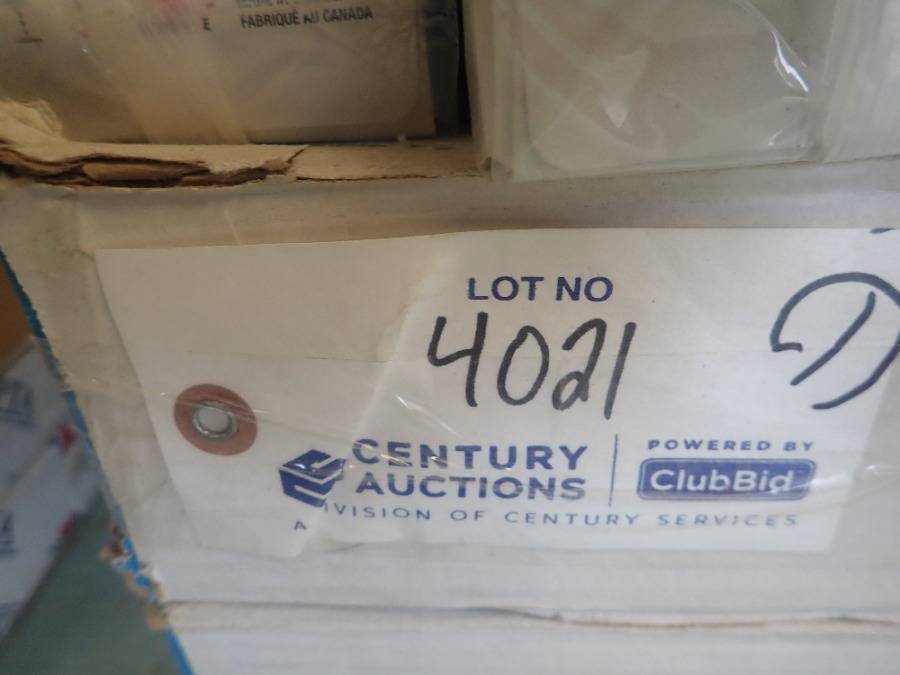 FABRIQUÉ AU CANADA
LOT NO
4021
CENTURY AUCTIONS
POWERED BY
ClubBid
A DIVISION OF CENTURY SERVICES